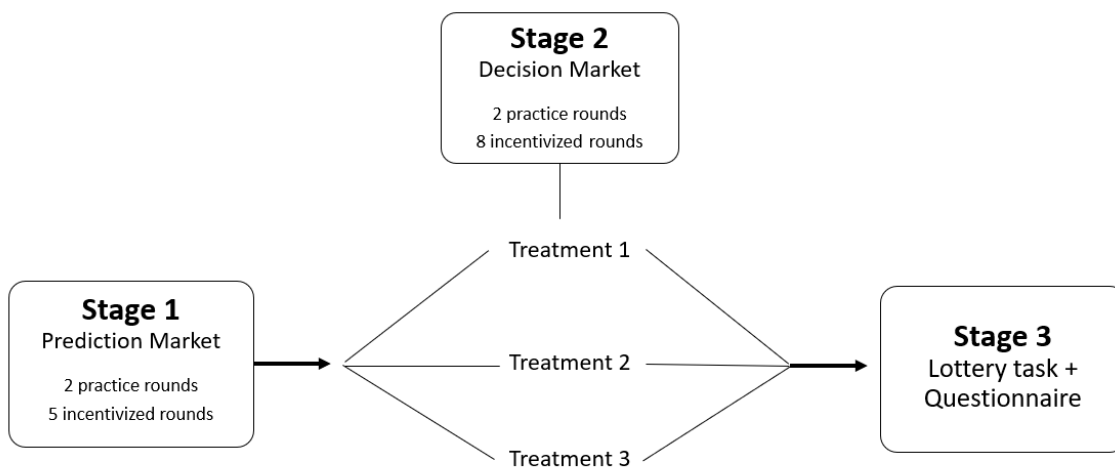 Stage 2
Decision Market
2 practice rounds
8 incentivized rounds
Treatment 1
Stage 1
Prediction Market
2 practice rounds
5 incentivized rounds
Treatment 2
Stage 3
Lottery task +
Questionnaire
Treatment 3